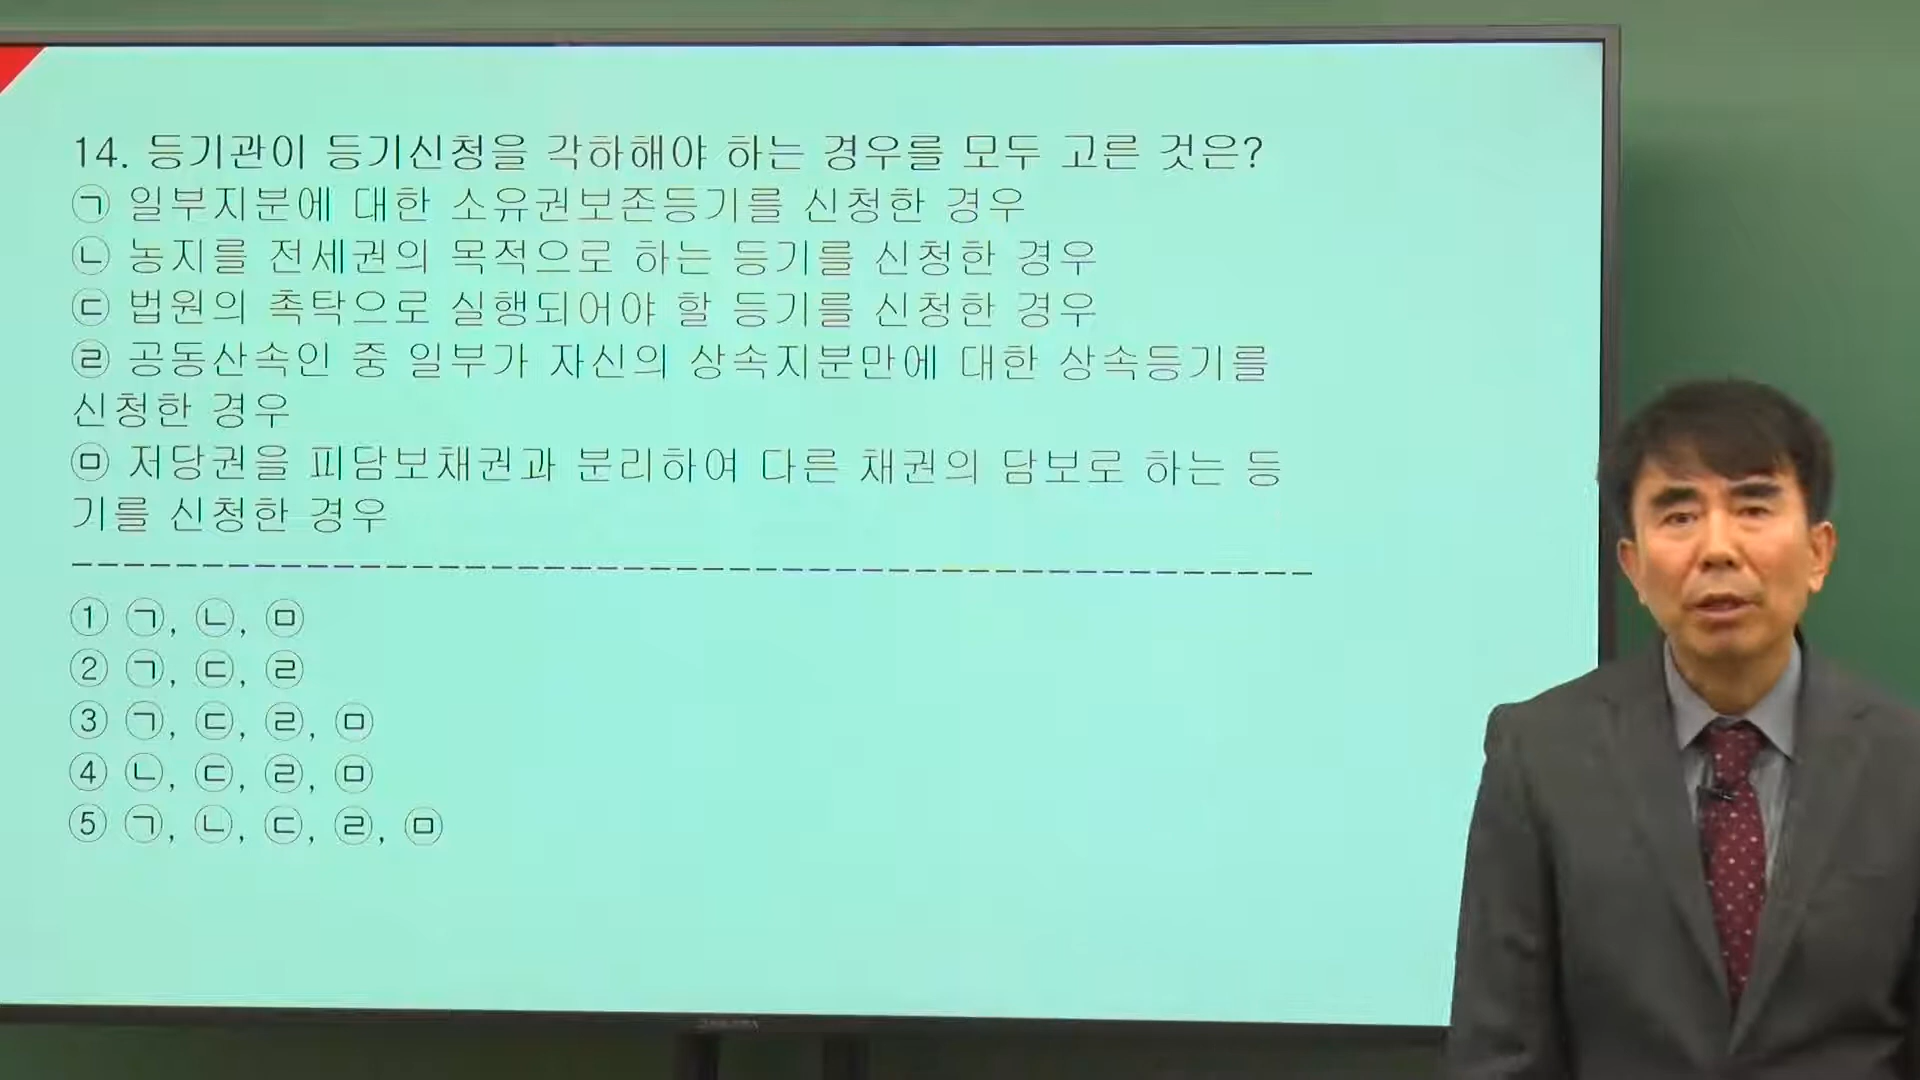 14. 등기관이 등기신청을 각하해야 하는 경우를 모두 고른 것은?
㉠ 일부지분에 대한 소유권보존등기를 신청한 경우
㉡ 농지를 전세권의 목적으로 하는 등기를 신청한 경우
㉢ 법원의 촉탁으로 실행되어야 할 등기를 신청한 경우
㉣ 공동산속인 중 일부가 자신의 상속지분만에 대한 상속등기를
신청한 경우
㉤ 저당권을 피담보채권과 분리하여 다른 채권의 담보로 하는 등
기를 신청한 경우
① ㉠, ㉡, ㉤
② ㉠, ㉢, ㉣
③ ㉠, ㉢, ㉣, ㉤
④ ㉡, ㉢, ㉣, ㉤
⑤ ㉠, ㉡, ㉢, ㉣, ㉤